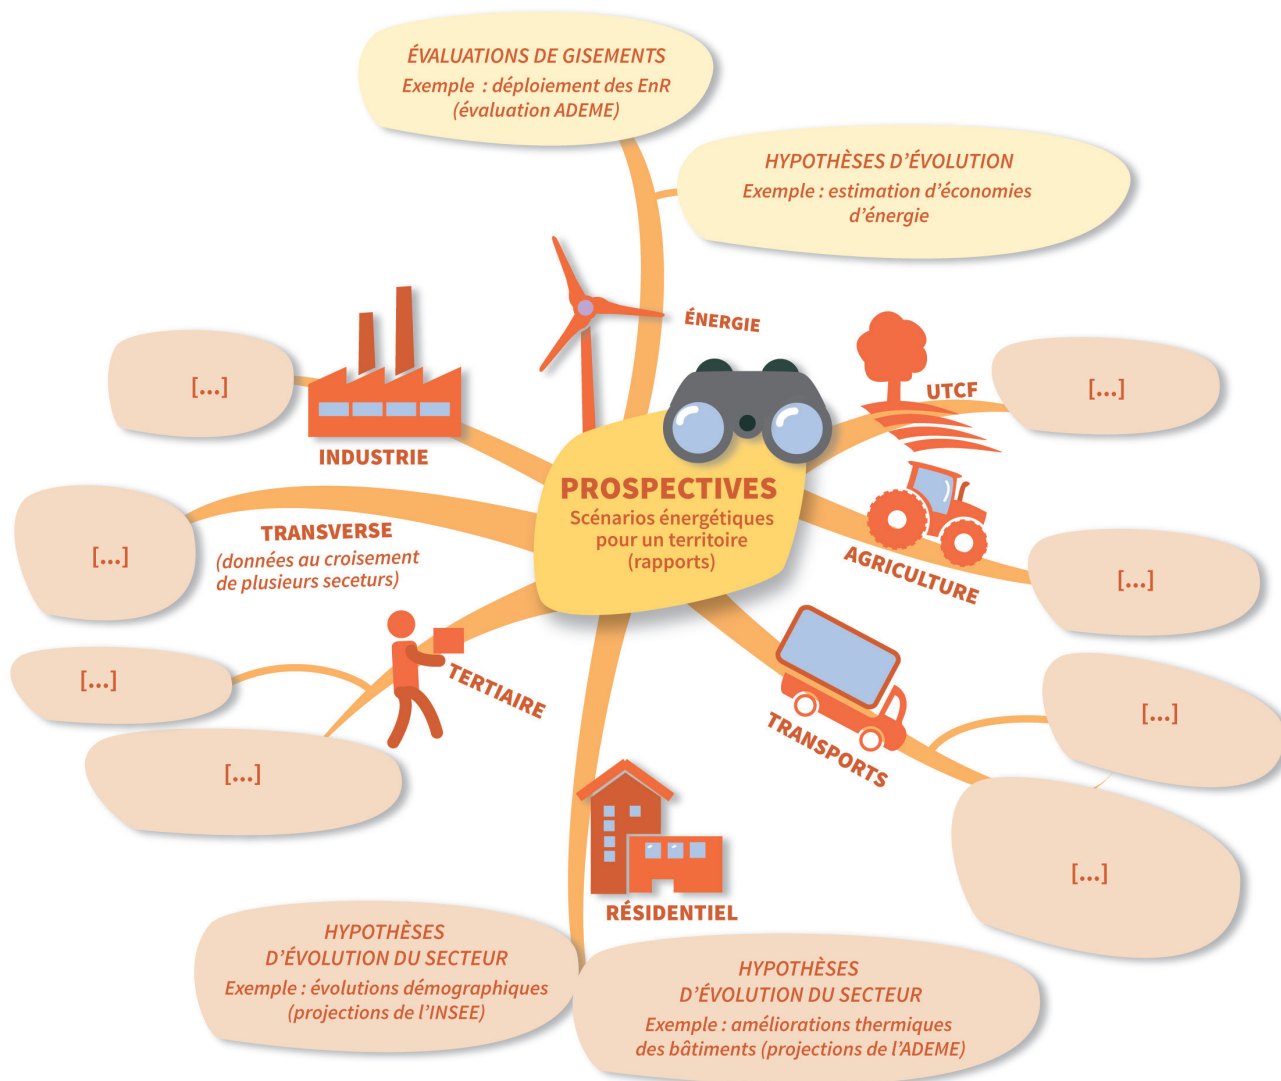 ÉVALUATIONS DE GISEMENTS
Exemple : déploiement des EnR
(évaluation ADEME)
HYPOTHÈSES D'ÉVOLUTION
Exemple : estimation d'économies
d'énergie
ÉNERGIE
UTCF
[...]
[...]
INDUSTRIE
PROSPECTIVES
Scénarios énergétiques
pour un territoire
(rapports)
TRANSVERSE
(données au croisement
de plusieurs seceturs)
[...]
AGRICULTURE
[...]
[...]
TERTIAIRE
[...]
TRANSPORTS
[...]
[...]
RÉSIDENTIEL
HYPOTHÈSES
D'ÉVOLUTION DU SECTEUR
Exemple : évolutions démographiques
(projections de l'INSEE)
HYPOTHÈSES
D'ÉVOLUTION DU SECTEUR
Exemple : améliorations thermiques
des bâtiments (projections de l'ADEME)